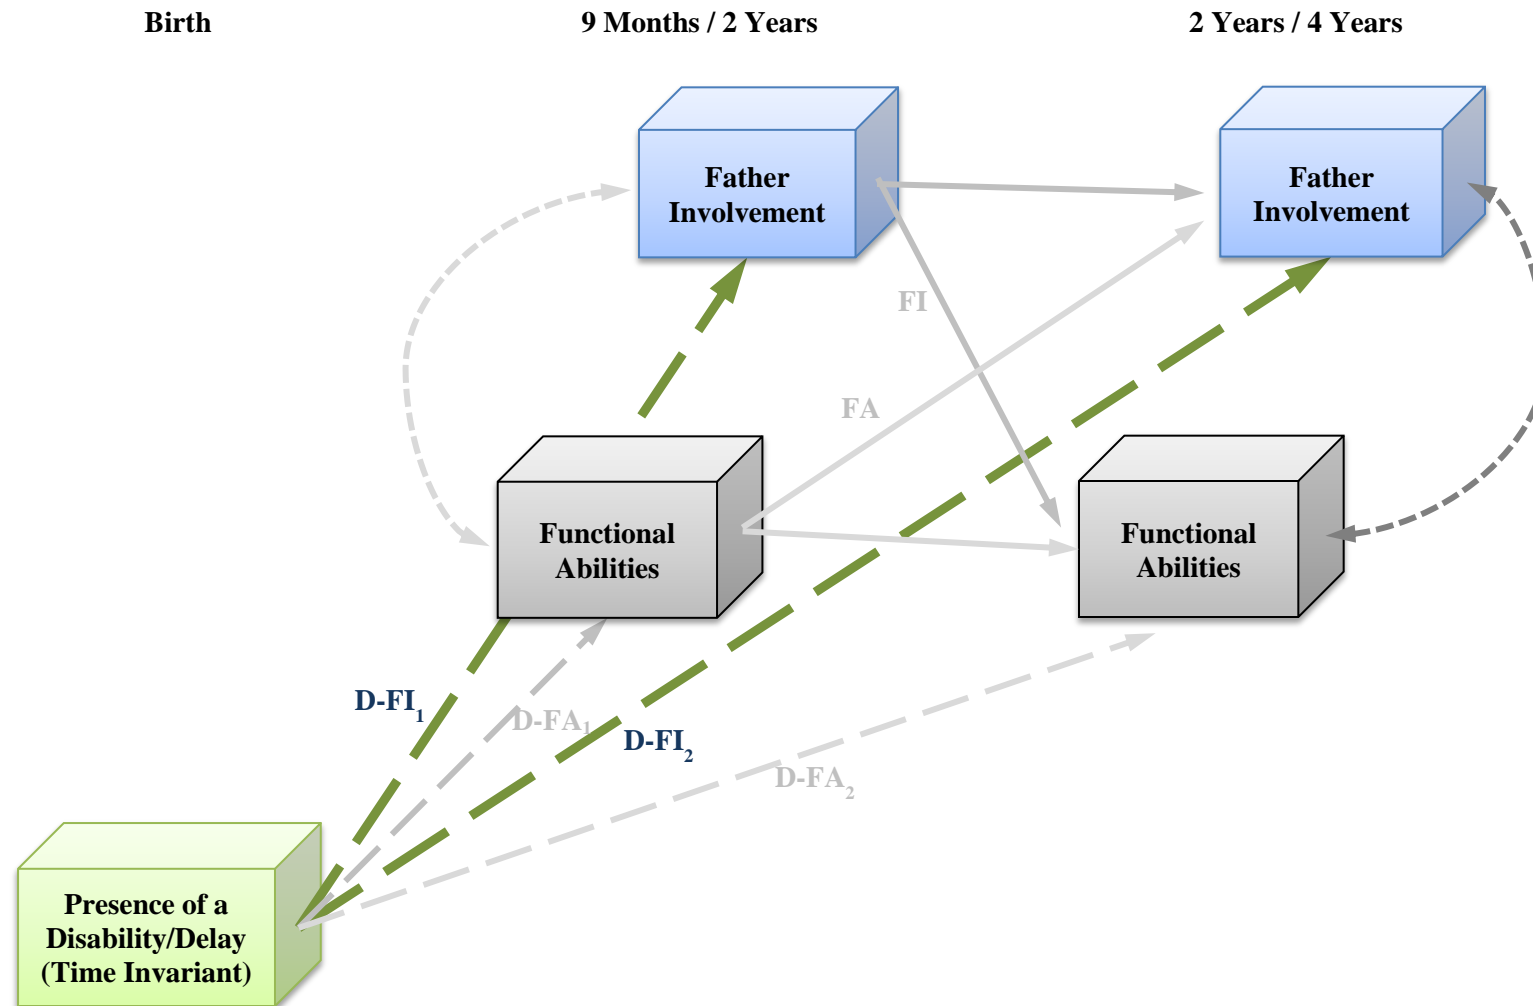 Birth
9 Months / 2 Years
2 Years / 4 Years
Father
Involvement
Father
Involvement
FI
FA
Functional
Abilities
Functional
Abilities
D-FI₁
D-FA₁
D-FI₂
D-FA₂
Presence of a
Disability/Delay
(Time Invariant)